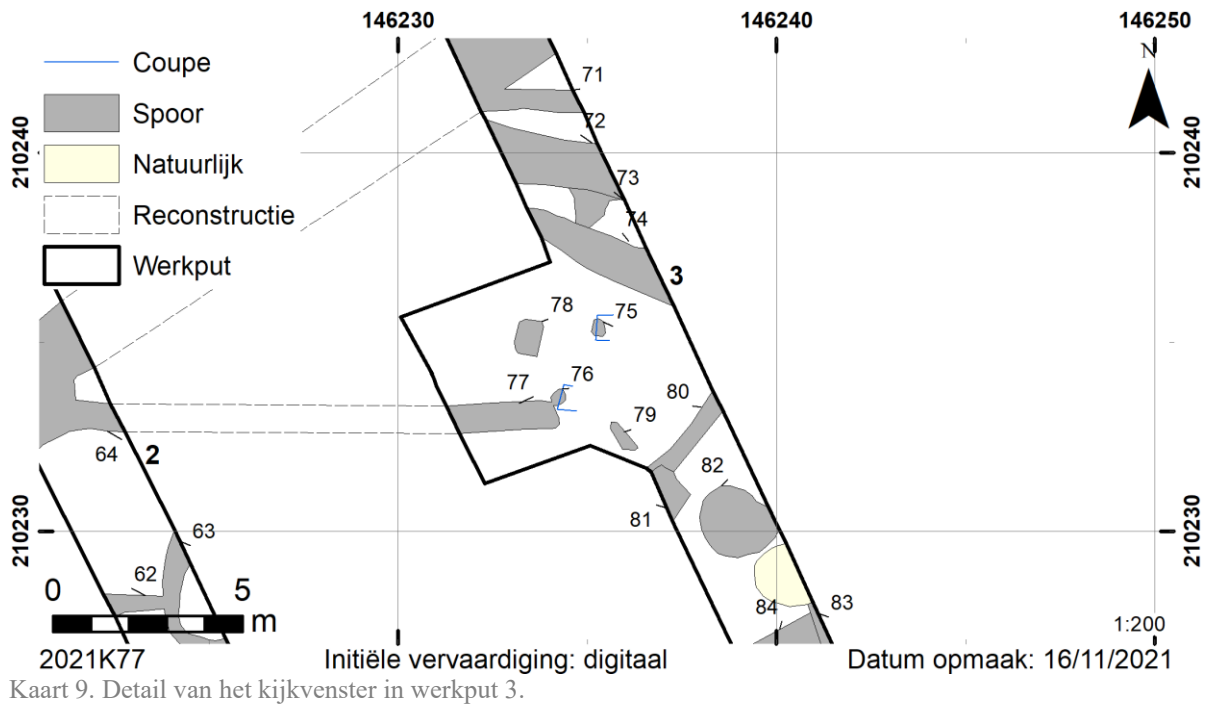 146230 146240 146250
Coupe
Spoor
Natuurlijk
Reconstructie
Werkput
N
210240
210240
71
72
73
74
3
75
78
76
77
79
80
82
81
64
2
210230
210230
63
62
84
83
0 5
m
1:200
2021K77 Initiële vervaardiging: digitaal Datum opmaak: 16/11/2021
Kaart 9. Detail van het kijkvenster in werkput 3.